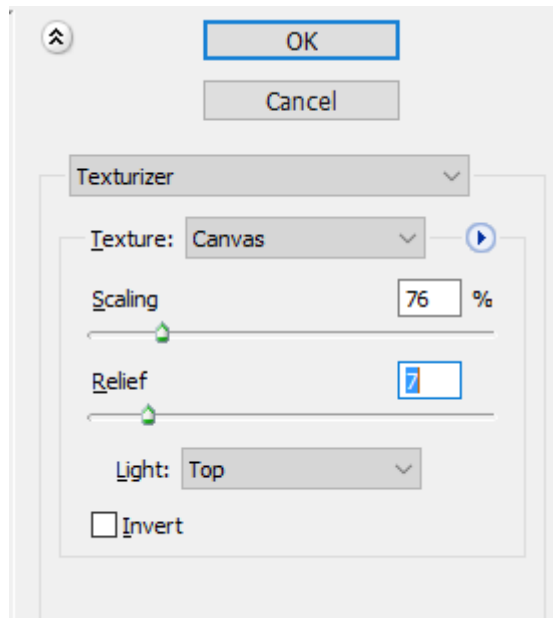 OK
Cancel
Texturizer
Texture: Canvas
Scaling 76 %
Relief 7
Light: Top
Invert